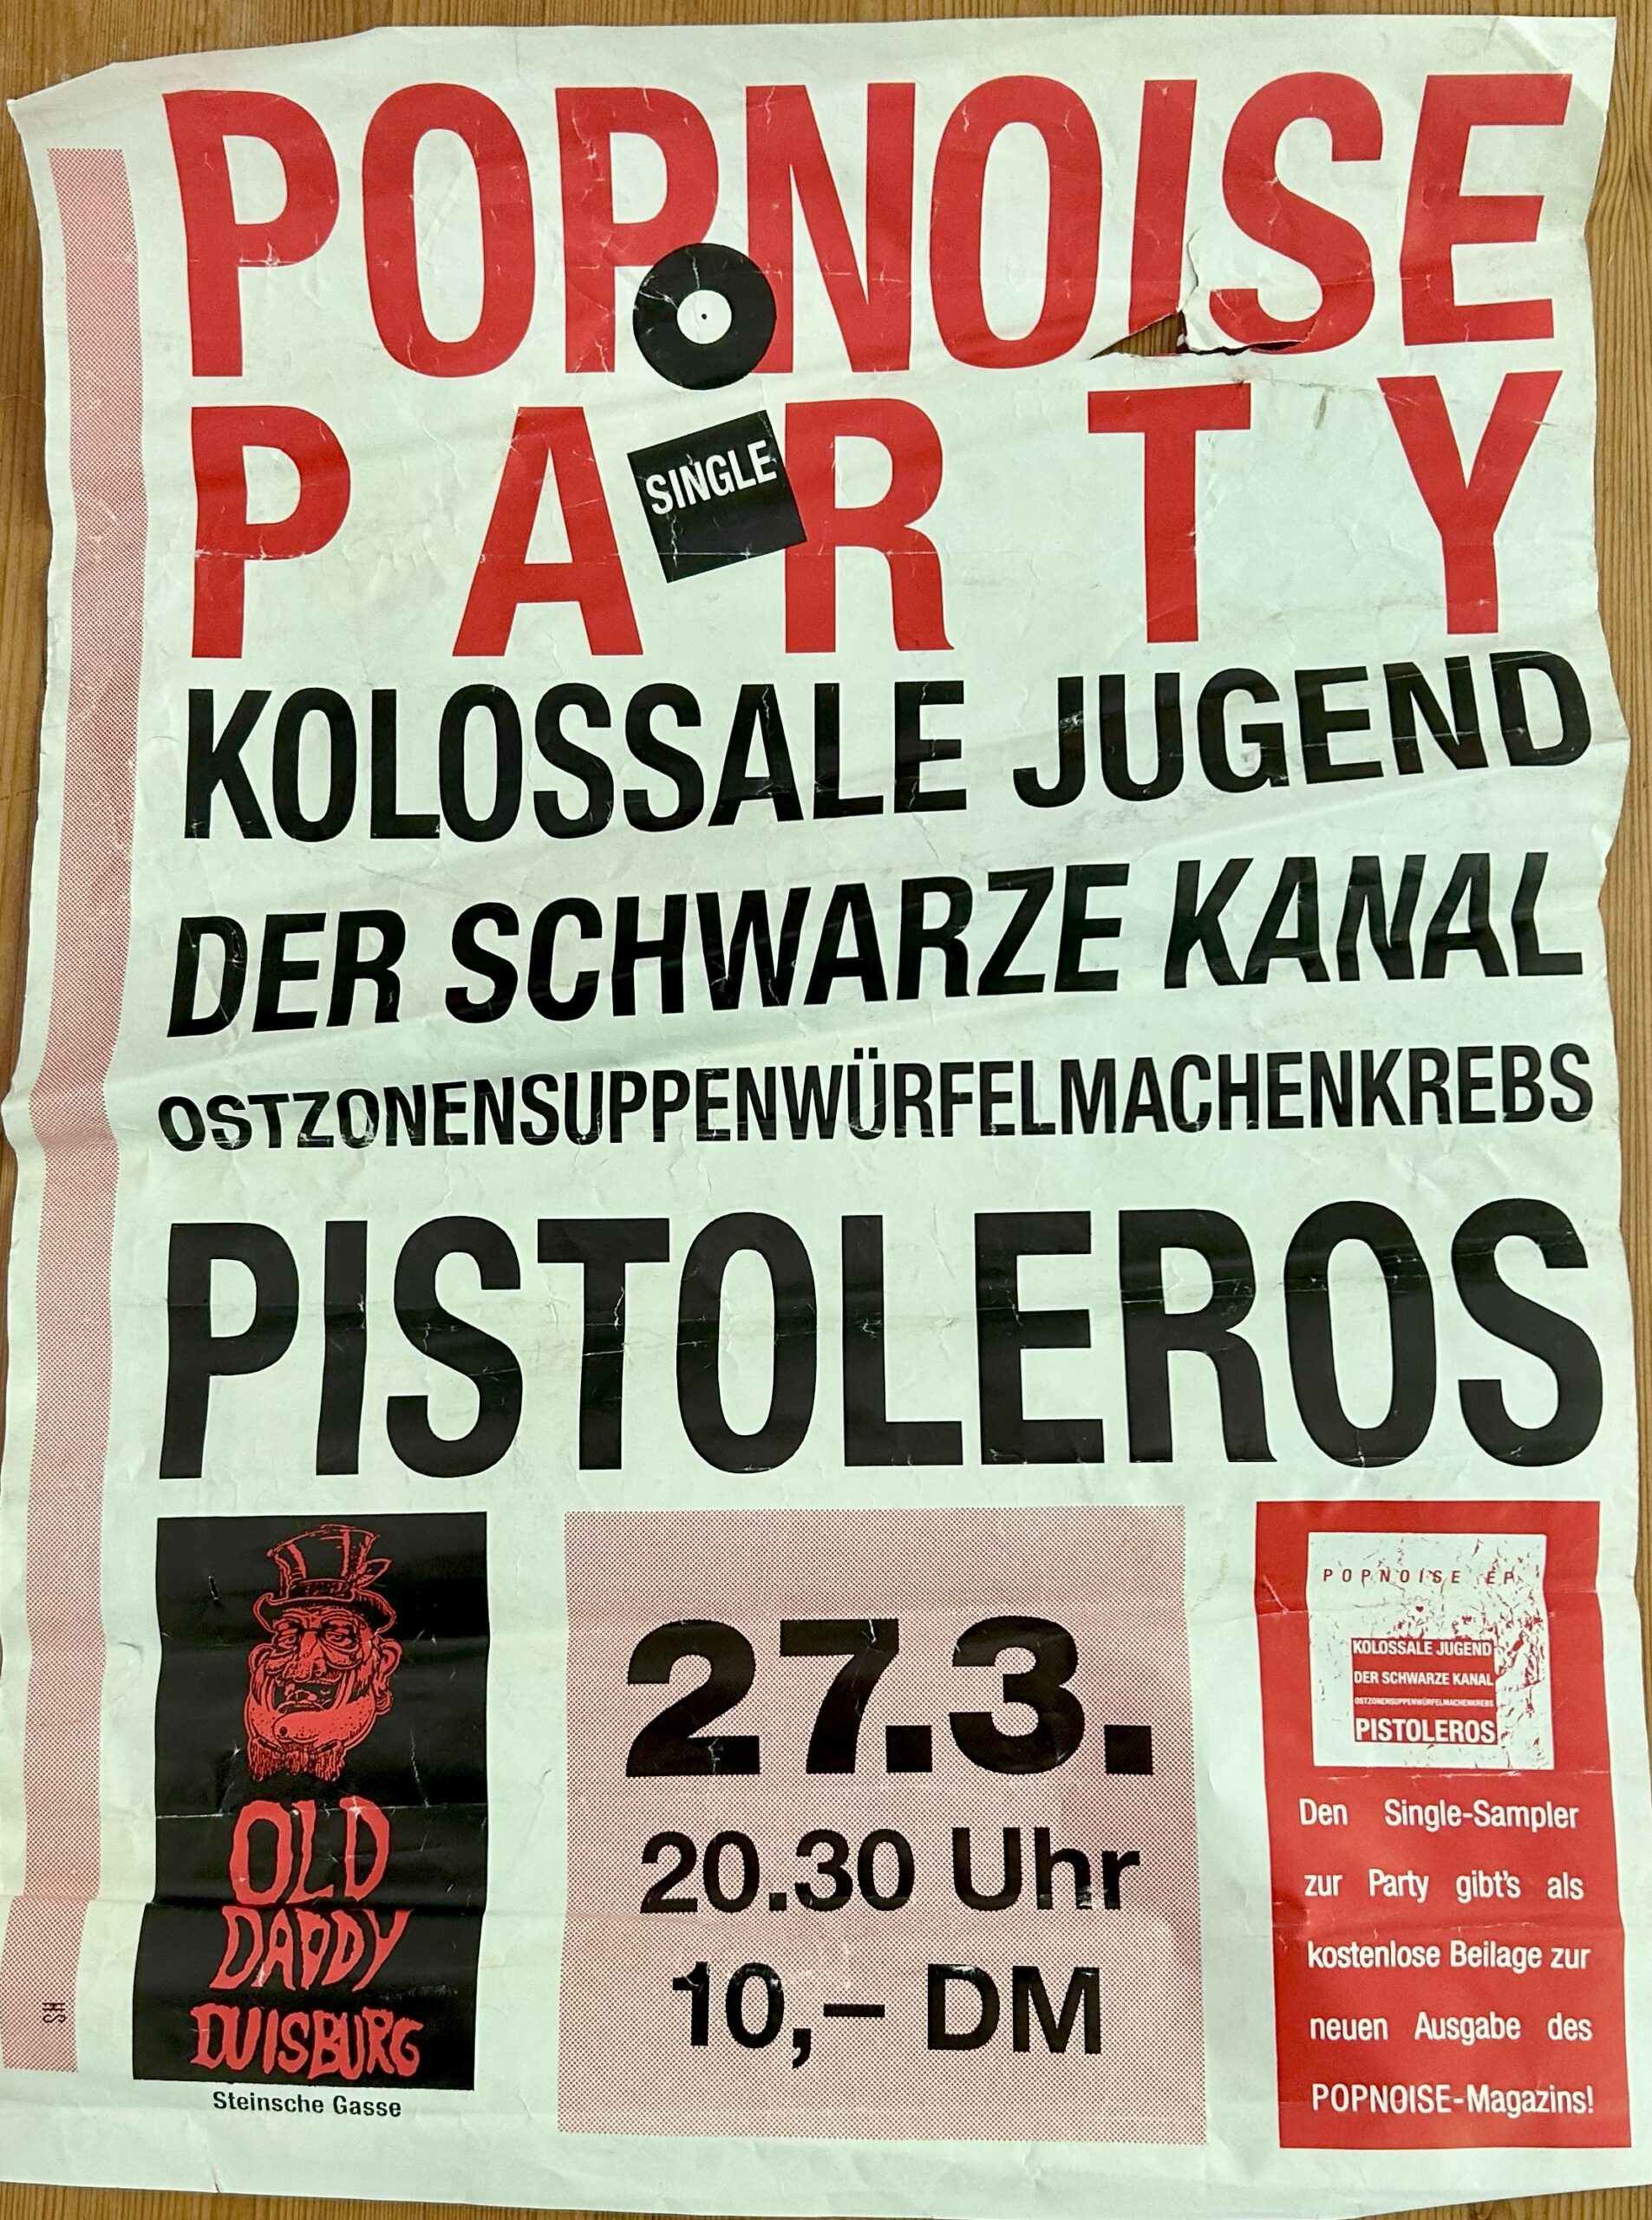 POPNOISE
PARTY
SINGLE
KOLOSSALE JUGEND
DER SCHWARZE KANAL
OSTZONENSUPPENWÜRFELMACHENKREBS
PISTOLEROS
OLD
DADDY
DUISBURG
Steinsche Gasse
27.3.
20.30 Uhr
10,– DM
POPNOISE EP
KOLOSSALE JUGEND
DER SCHWARZE KANAL
OSTZONENSUPPENWÜRFELMACHENKREBS
PISTOLEROS
Den Single-Sampler
zur Party gibt's als
kostenlose Beilage zur
neuen Ausgabe des
POPNOISE-Magazins!
SH